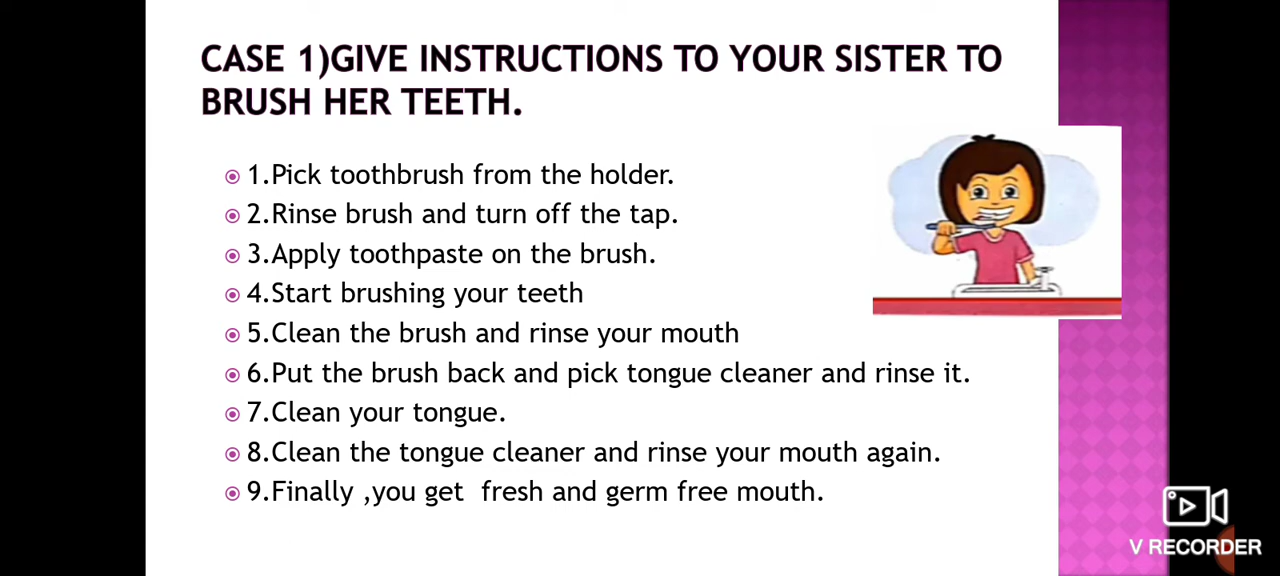 CASE 1)GIVE INSTRUCTIONS TO YOUR SISTER TO
BRUSH HER TEETH.
1.Pick toothbrush from the holder.
2.Rinse brush and turn off the tap.
3.Apply toothpaste on the brush.
4.Start brushing your teeth
5.Clean the brush and rinse your mouth
6.Put the brush back and pick tongue cleaner and rinse it.
7.Clean your tongue.
8.Clean the tongue cleaner and rinse your mouth again.
9.Finally ,you get  fresh and germ free mouth.
V RECORDER